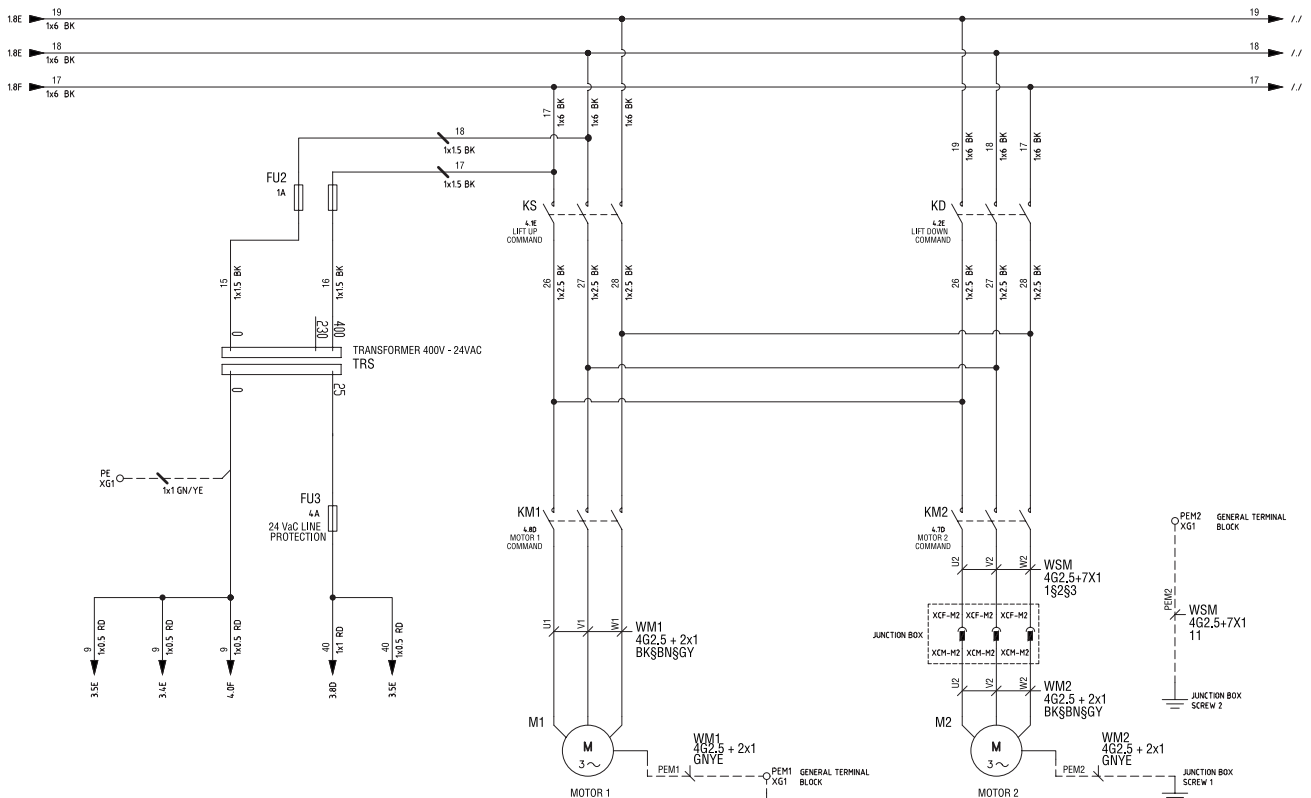 1.8E 19 19 /./
1x6 BK
1.8E 18 18 /./
1x6 BK
1.8F 17 17 /./
1x6 BK
17 1x6 BK 1x6 BK 1x6 BK
19 1x6 BK 18 1x6 BK 17 1x6 BK
18
1x1.5 BK
17
1x1.5 BK
FU2
1A
KS
4.1E
LIFT UP
COMMAND
KD
4.2E
LIFT DOWN
COMMAND
15 1x1.5 BK 16 1x1.5 BK
26 1x2.5 BK 27 1x2.5 BK 28 1x2.5 BK
26 1x2.5 BK 27 1x2.5 BK 28 1x2.5 BK
0 230 400
TRANSFORMER 400V - 24VAC
TRS
0 25
PE
XG1
1x1 GN/YE
FU3
4A
24 VaC LINE
PROTECTION
KM1
4.8D
MOTOR 1
COMMAND
KM2
4.7D
MOTOR 2
COMMAND
PEM2
XG1
GENERAL TERMINAL
BLOCK
U2 V2 W2
WSM
4G2.5+7X1
1§2§3
PEM2
WSM
4G2.5+7X1
11
U1 V1 W1
WM1
4G2.5 + 2x1
BK§BN§GY
XCF-M2 XCF-M2 XCF-M2
JUNCTION BOX
XCM-M2 XCM-M2 XCM-M2
9 1x0.5 RD 9 1x0.5 RD 9 1x0.5 RD 40 1x1 RD 40 1x0.5 RD
3.5E 3.4E 4.0F 3.8D 3.5E
U2 V2 W2
WM2
4G2.5 + 2x1
BK§BN§GY
JUNCTION BOX
SCREW 2
M1
M
3~
MOTOR 1
WM1
4G2.5 + 2x1
GNYE
PEM1
PEM1
XG1
GENERAL TERMINAL
BLOCK
M2
M
3~
MOTOR 2
WM2
4G2.5 + 2x1
GNYE
PEM2
JUNCTION BOX
SCREW 1